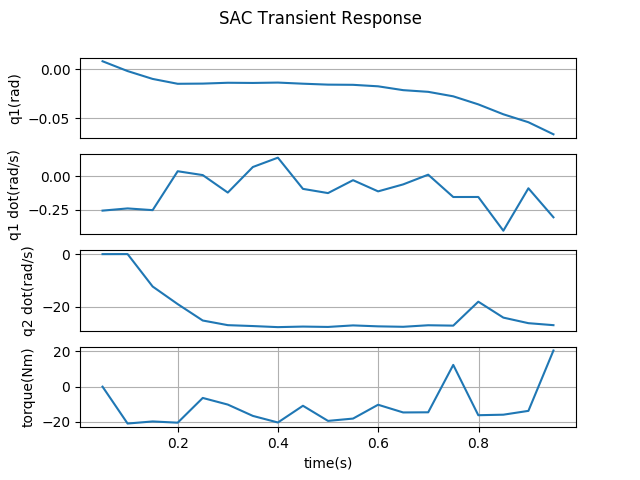 SAC Transient Response
0.00
−0.05
q1(rad)
0.00
−0.25
q1 dot(rad/s)
0
−20
q2 dot(rad/s)
20
0
−20
torque(Nm)
0.2 0.4 0.6 0.8
time(s)